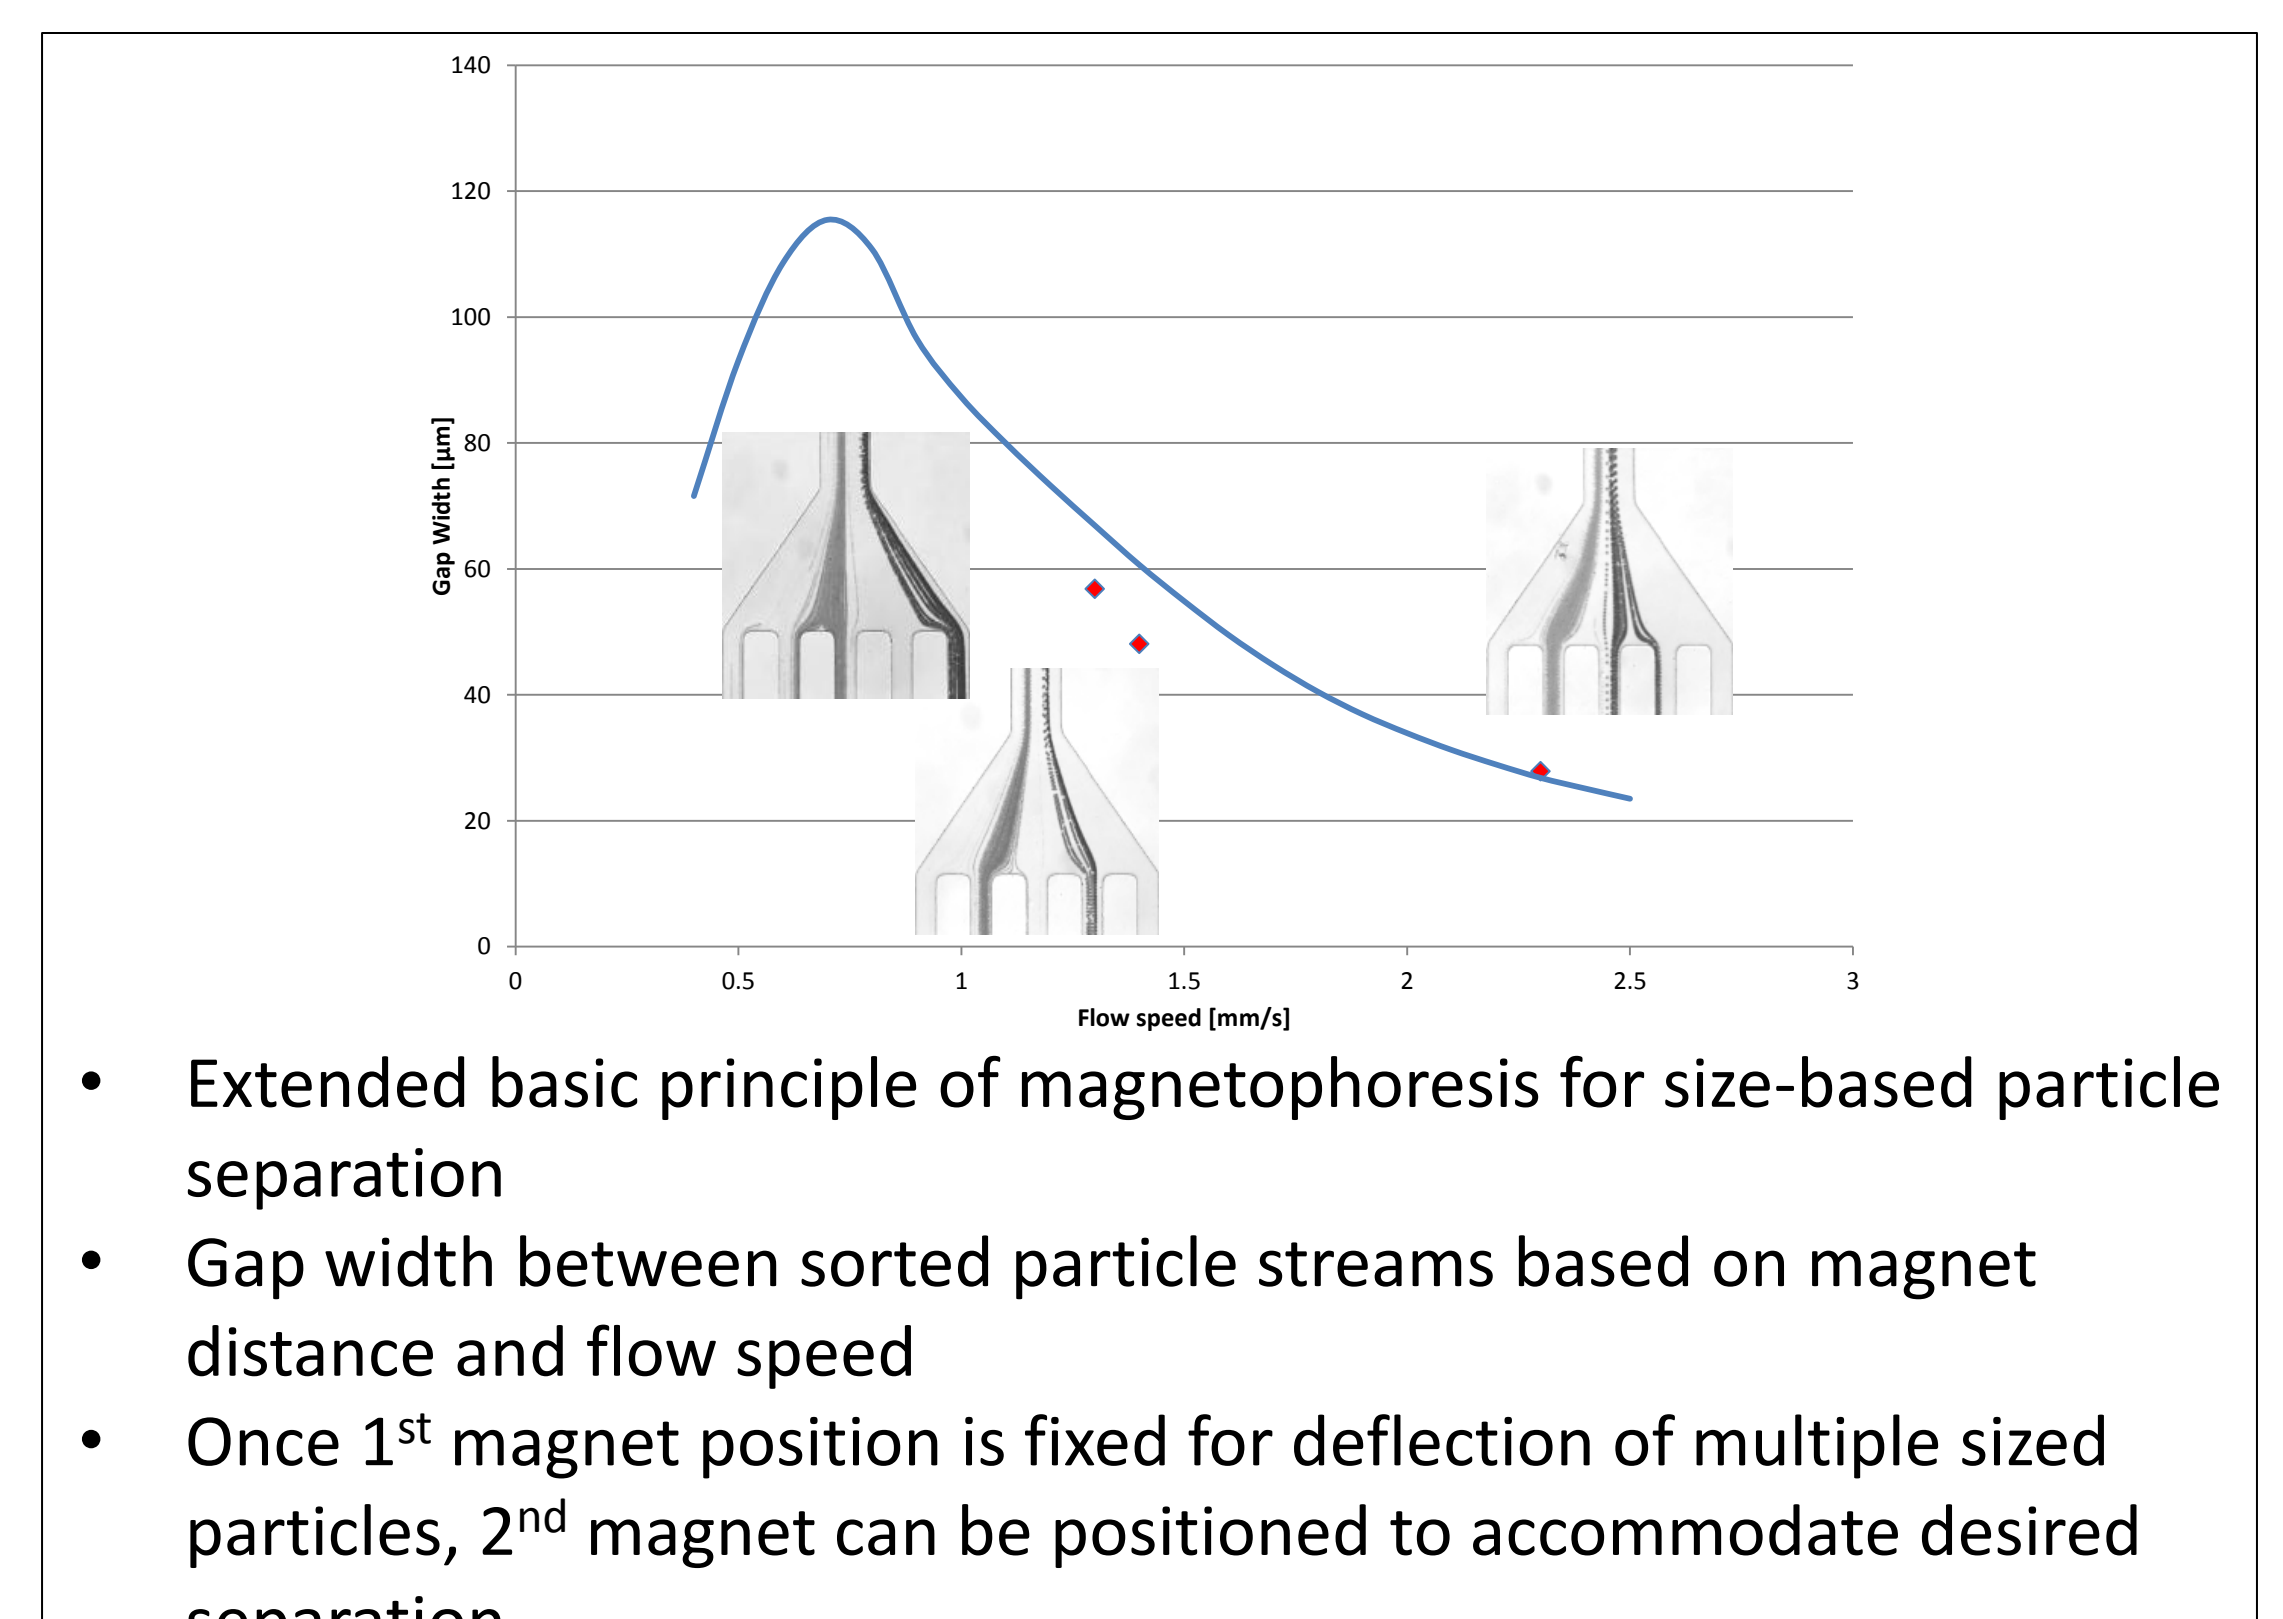 140
120
100
80
60
40
20
0
Gap Width [µm]
0 0.5 1 1.5 2 2.5 3
Flow speed [mm/s]
• Extended basic principle of magnetophoresis for size-based particle
separation
• Gap width between sorted particle streams based on magnet
distance and flow speed
• Once 1st magnet position is fixed for deflection of multiple sized
particles, 2nd magnet can be positioned to accommodate desired
separation